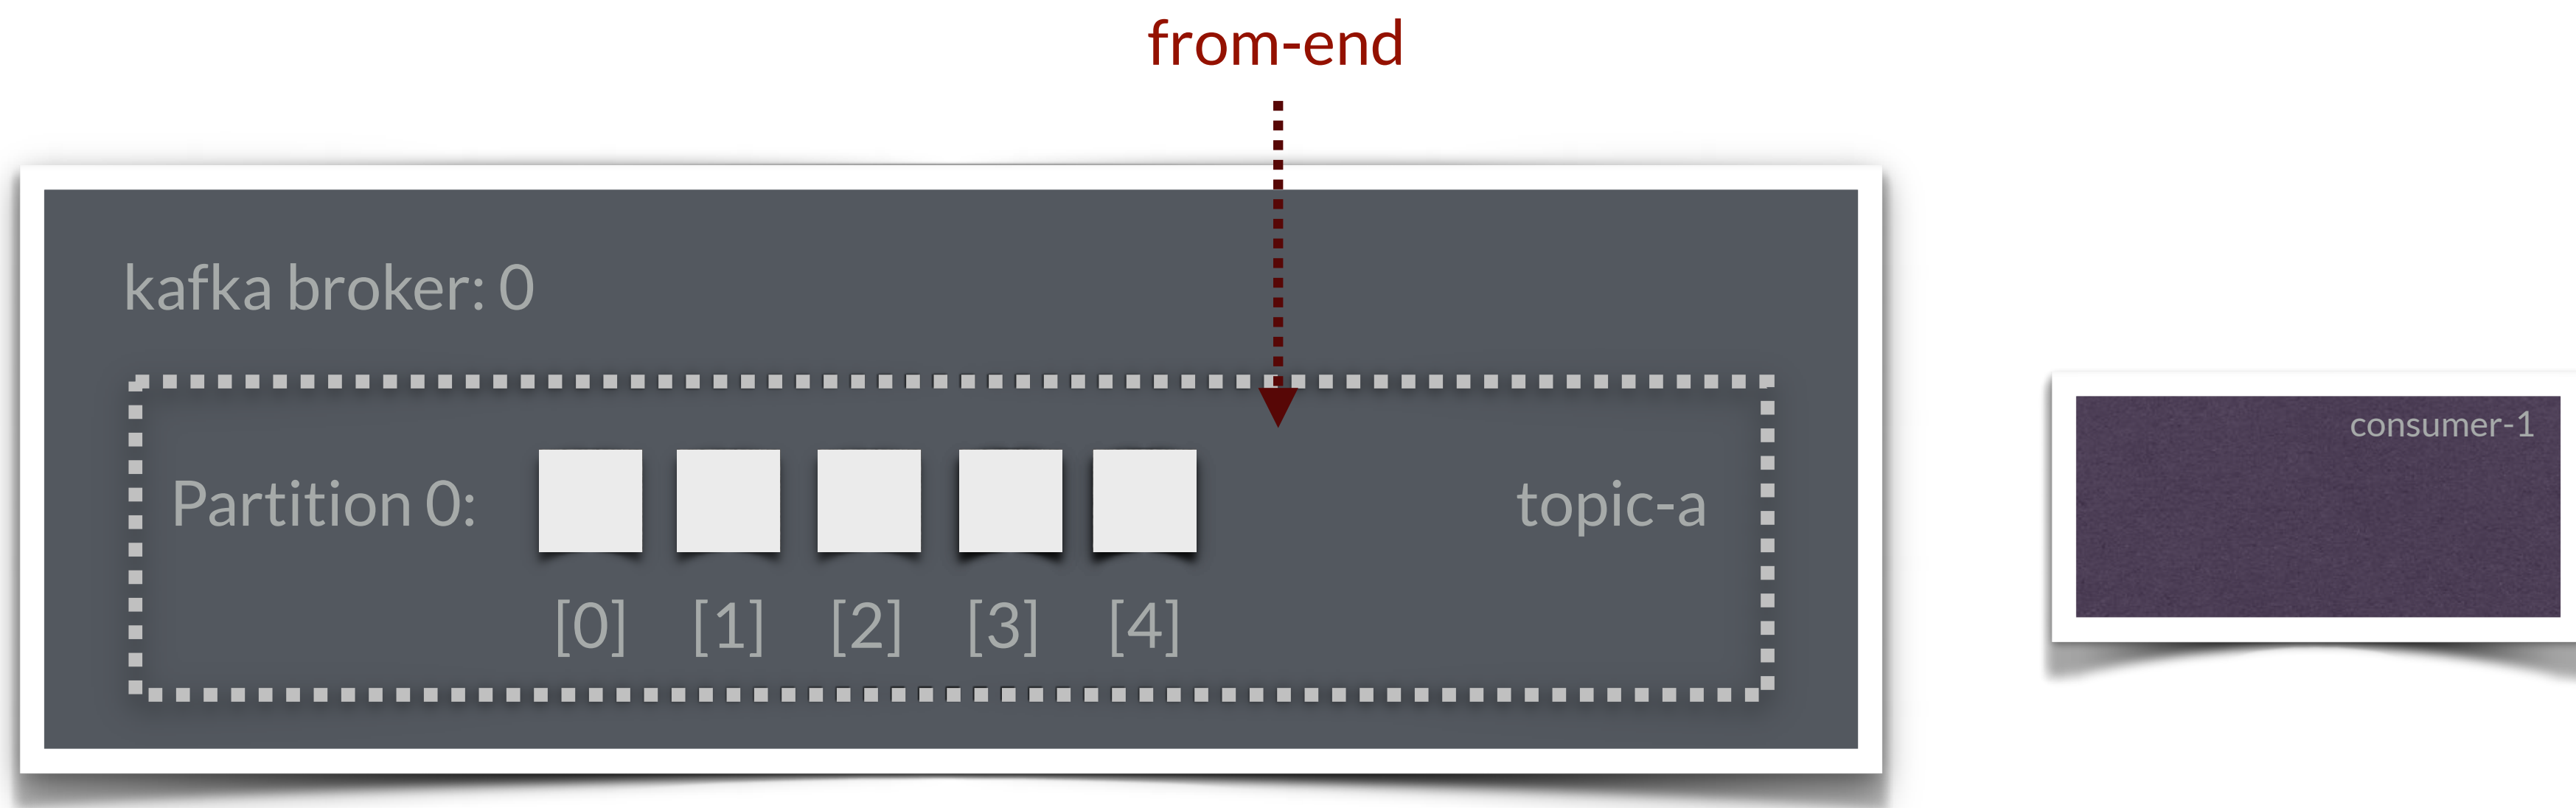 from-end
kafka broker: 0
consumer-1
Partition 0:
topic-a
[0] [1] [2] [3] [4]